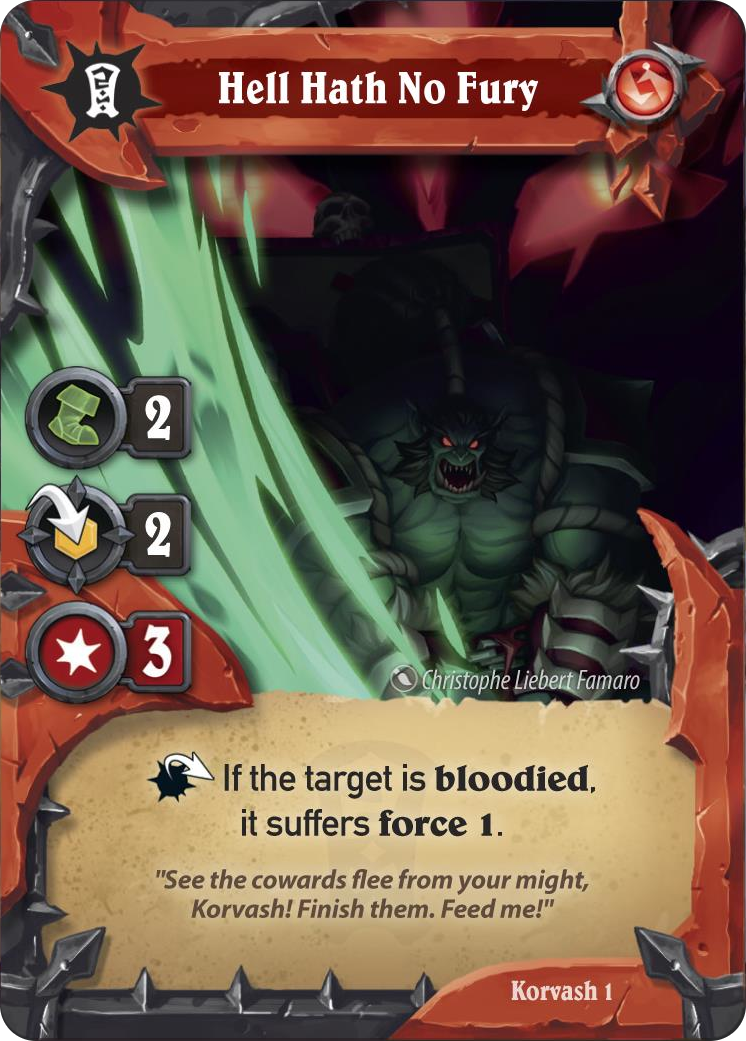 Hell Hath No Fury
2
2
3
Christophe Liebert Famaro
If the target is bloodied,
it suffers force 1.
"See the cowards flee from your might,
Korvash! Finish them. Feed me!"
Korvash 1